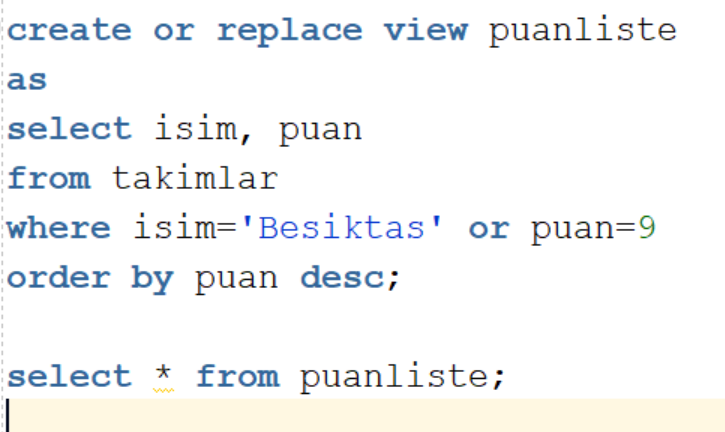 create or replace view puanliste
as
select isim, puan
from takimlar
where isim='Besiktas' or puan=9
order by puan desc;
select * from puanliste;